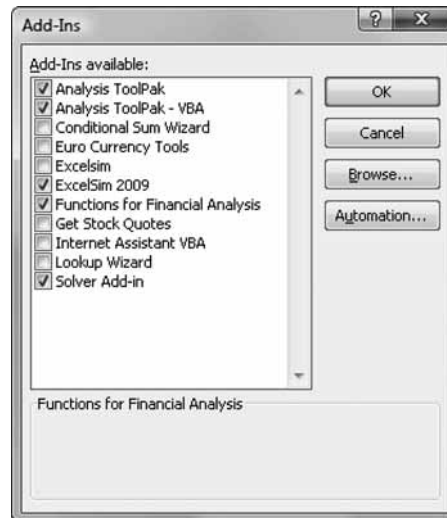 Add-Ins
?
X
Add-Ins available:
Analysis ToolPak
Analysis ToolPak - VBA
Conditional Sum Wizard
Euro Currency Tools
Excelsim
ExcelSim 2009
Functions for Financial Analysis
Get Stock Quotes
Internet Assistant VBA
Lookup Wizard
Solver Add-in
OK
Cancel
Browse...
Automation...
Functions for Financial Analysis